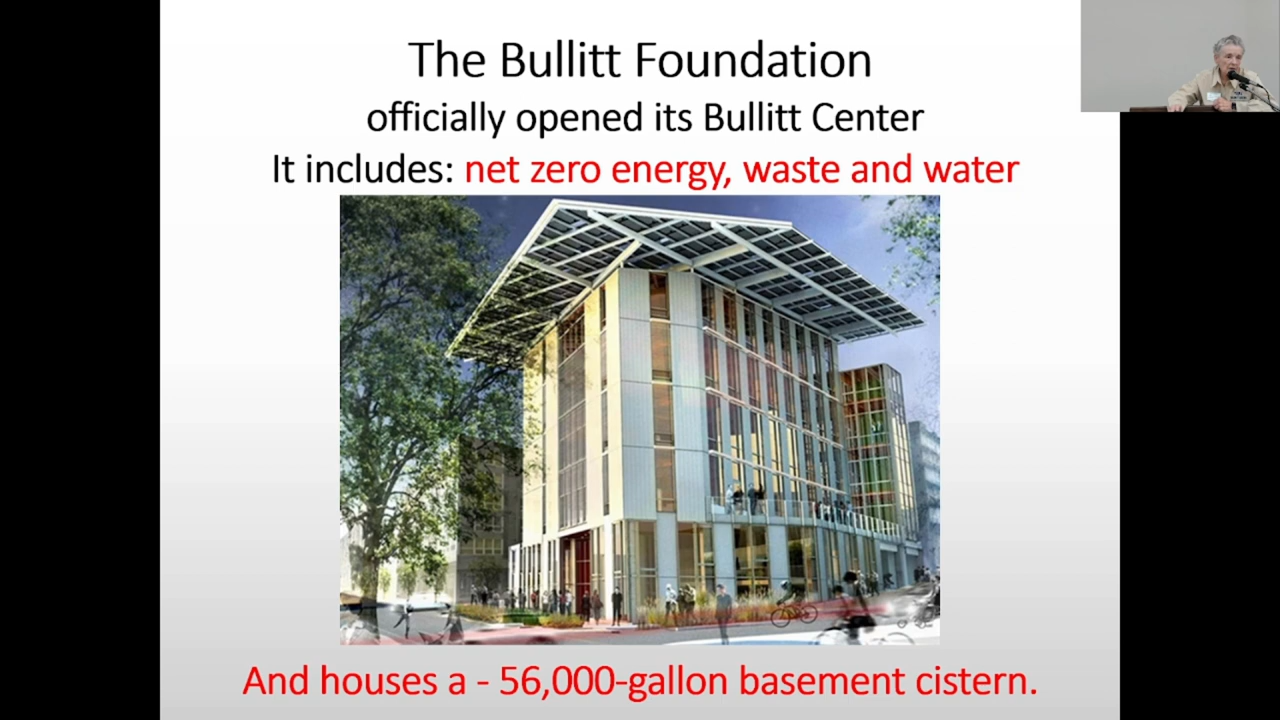 The Bullitt Foundation
officially opened its Bullitt Center
It includes: net zero energy, waste and water
And houses a - 56,000-gallon basement cistern.